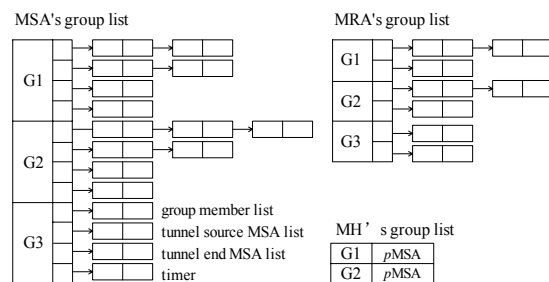 MSA's group list
G1
G2
G3
group member list
tunnel source MSA list
tunnel end MSA list
timer
MRA's group list
G1
G2
G3
MH’s group list
G1 pMSA
G2 pMSA